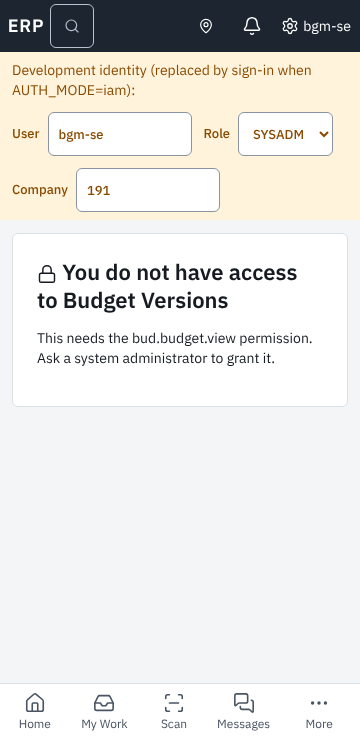 ERP
bgm-se
Development identity (replaced by sign-in when
AUTH_MODE=iam):
User bgm-se Role SYSADM
Company 191
You do not have access
to Budget Versions
This needs the bud.budget.view permission.
Ask a system administrator to grant it.
Home My Work Scan Messages More